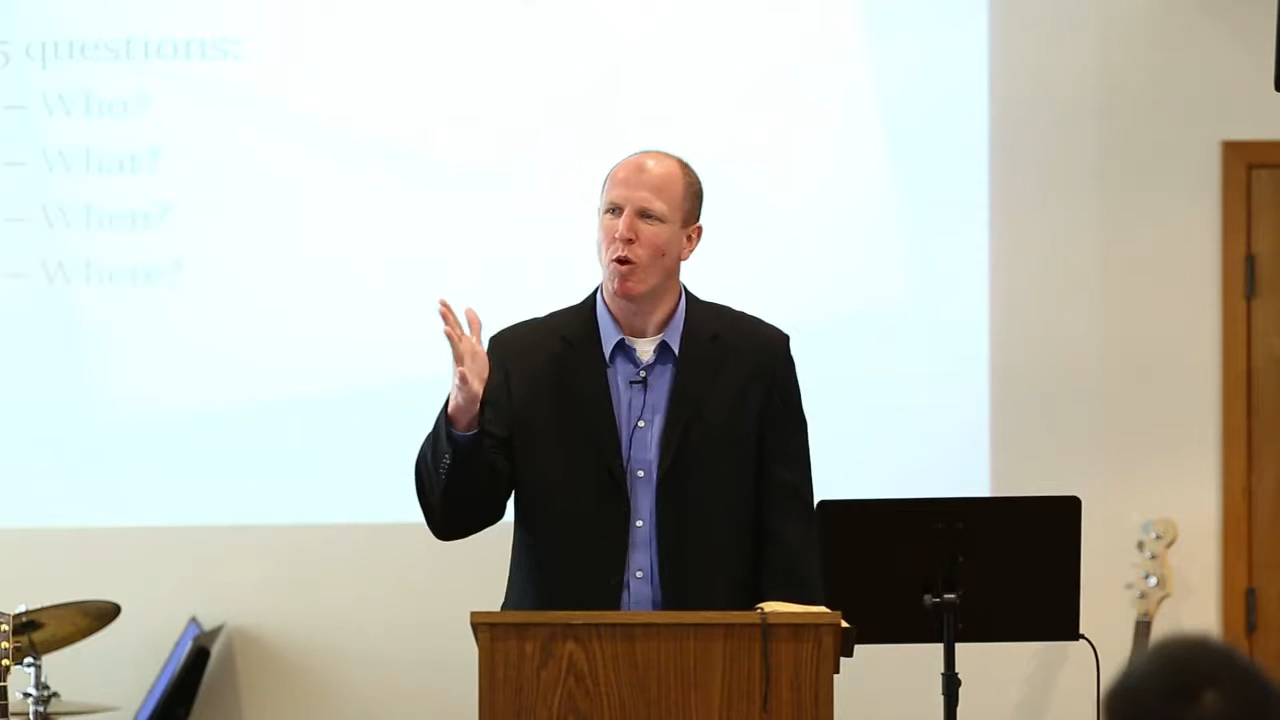 5 questions:
– Who?
– What?
– When?
– Where?